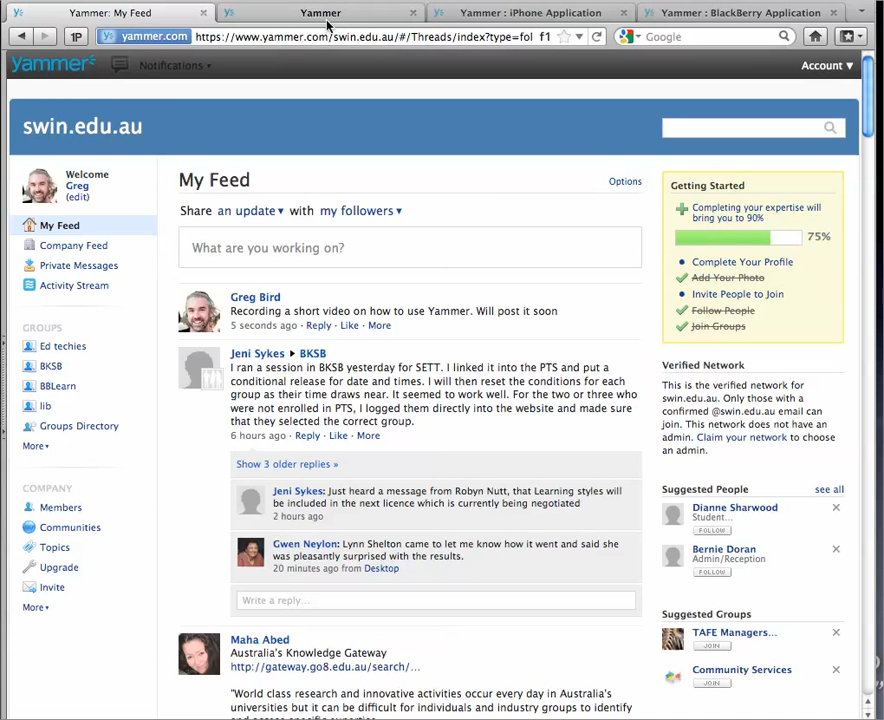 Yammer: My Feed
Yammer
Yammer : iPhone Application
Yammer : BlackBerry Application
1P
yammer.com
https://www.yammer.com/swin.edu.au/#/Threads/index?type=fol
f1
Google
yammer
Notifications
Account
swin.edu.au
Welcome
Greg
(edit)
My Feed
Company Feed
Private Messages
Activity Stream
GROUPS
Ed techies
BKSB
BBLearn
lib
Groups Directory
More
COMPANY
Members
Communities
Topics
Upgrade
Invite
More
My Feed
Options
Share an update with my followers
What are you working on?
Greg Bird
Recording a short video on how to use Yammer. Will post it soon
5 seconds ago · Reply · Like · More
Jeni Sykes ▸ BKSB
I ran a session in BKSB yesterday for SETT. I linked it into the PTS and put a
conditional release for date and times. I will then reset the conditions for each
group as their time draws near. It seemed to work well. For the two or three who
were not enrolled in PTS, I logged them directly into the website and made sure
that they selected the correct group.
6 hours ago · Reply · Like · More
Show 3 older replies »
Jeni Sykes: Just heard a message from Robyn Nutt, that Learning styles will
be included in the next licence which is currently being negotiated
2 hours ago
Gwen Neylon: Lynn Shelton came to let me know how it went and said she
was pleasantly surprised with the results.
20 minutes ago from Desktop
Write a reply...
Maha Abed
Australia's Knowledge Gateway
http://gateway.go8.edu.au/search/...
"World class research and innovative activities occur every day in Australia's
universities but it can be difficult for individuals and industry groups to identify
Getting Started
Completing your expertise will
bring you to 90%
75%
Complete Your Profile
Add Your Photo
Invite People to Join
Follow People
Join Groups
Verified Network
This is the verified network for
swin.edu.au. Only those with a
confirmed @swin.edu.au email can
join. This network does not have an
admin. Claim your network to choose
an admin.
Suggested People
see all
Dianne Sharwood
Student...
FOLLOW
Bernie Doran
Admin/Reception
FOLLOW
Suggested Groups
TAFE Managers...
JOIN
Community Services
JOIN